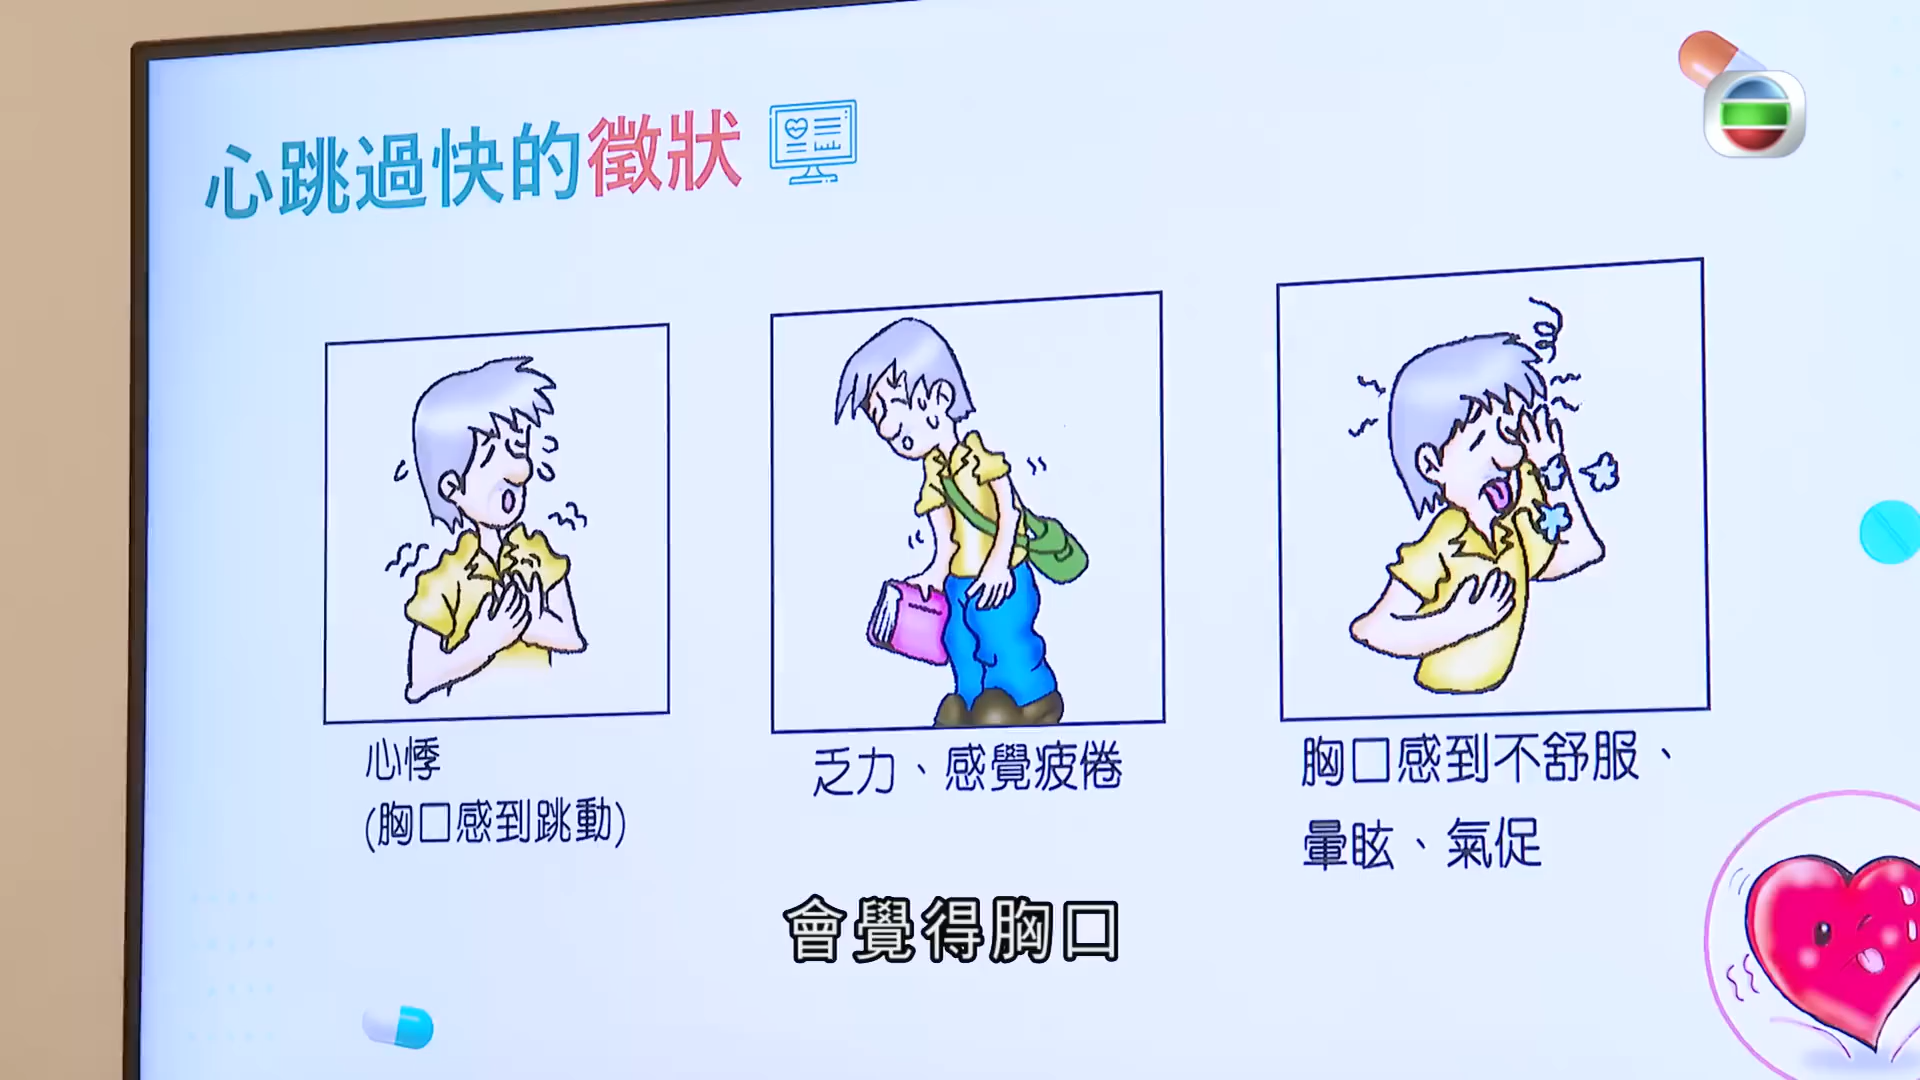 心跳過快的徵狀
心悸
(胸口感到跳動)
乏力、感覺疲倦
胸口感到不舒服、
暈眩、氣促
會覺得胸口